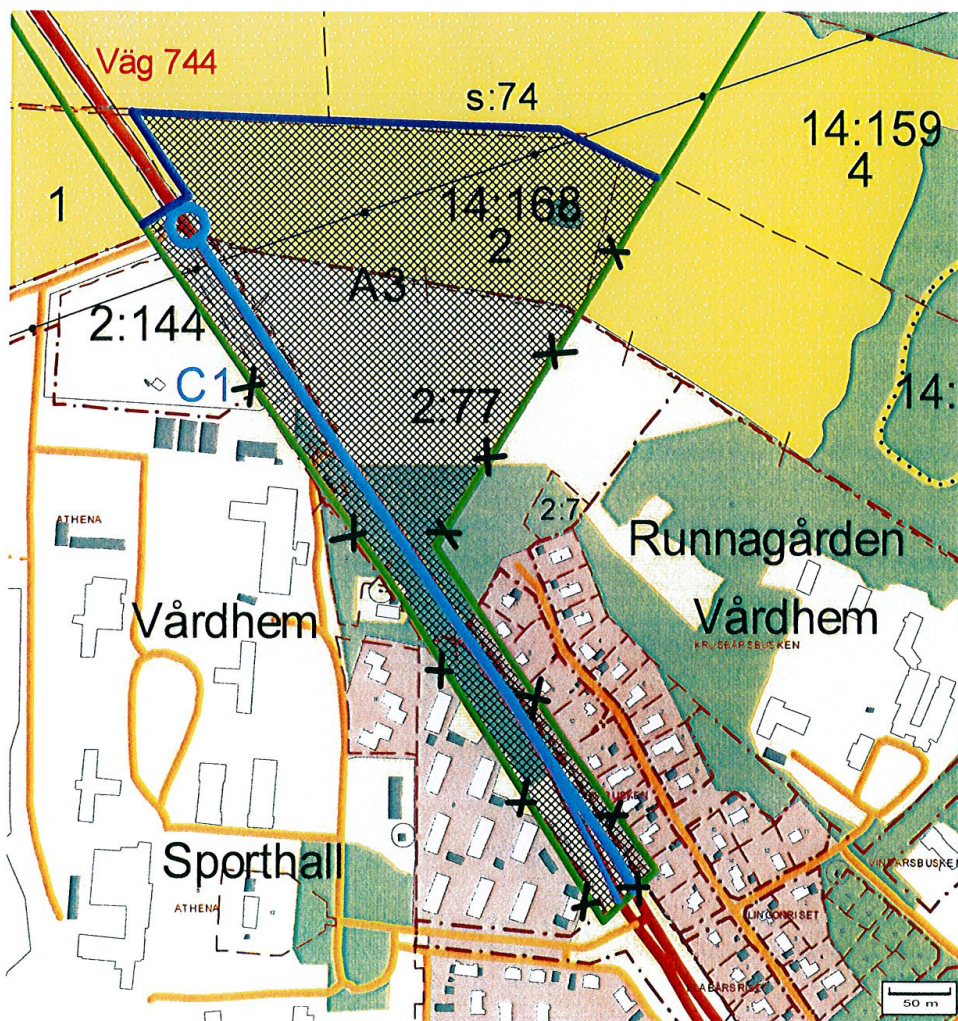 Väg 744
s:74
14:159
4
14:168
2
1
A3
2:144
C1
2:77
14:
2:7
ATHENA
Runnagården
Vårdhem
Vårdhem
KRUSBÄRSBUSKEN
Sporthall
ATHENA
LINGONRISET
50 m